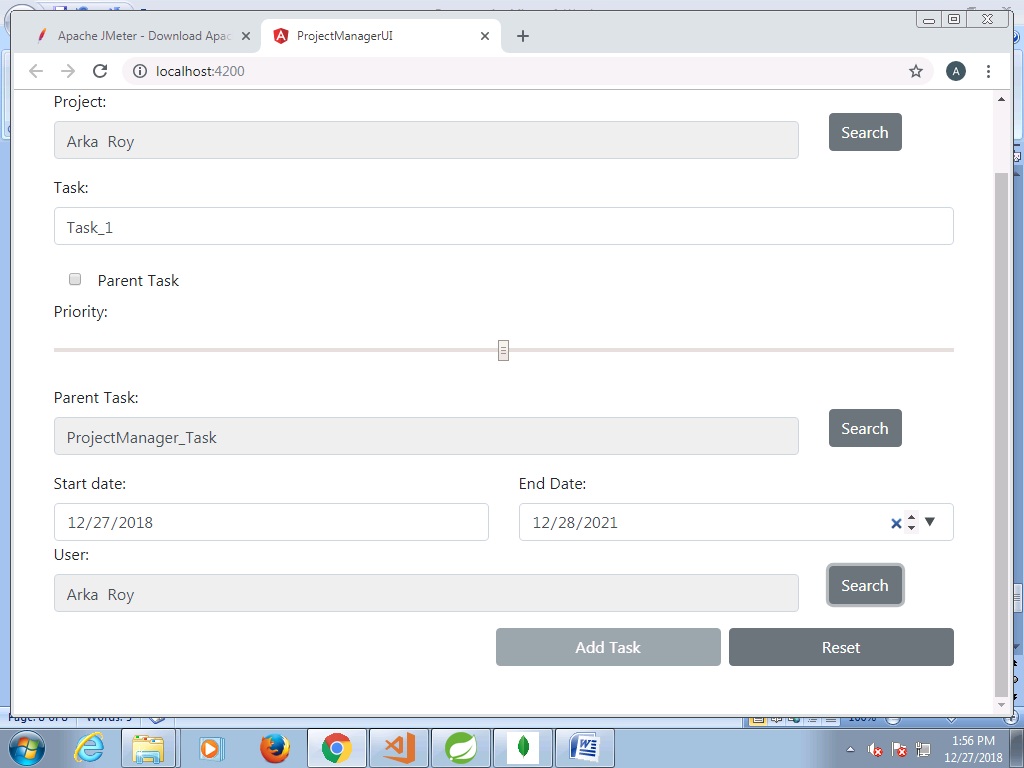 Apache JMeter - Download Apac
ProjectManagerUI
localhost:4200
A
Project:
Arka Roy
Search
Task:
Task_1
Parent Task
Priority:
Parent Task:
ProjectManager_Task
Search
Start date:
End Date:
12/27/2018
12/28/2021
User:
Arka Roy
Search
Add Task
Reset
1:56 PM
12/27/2018